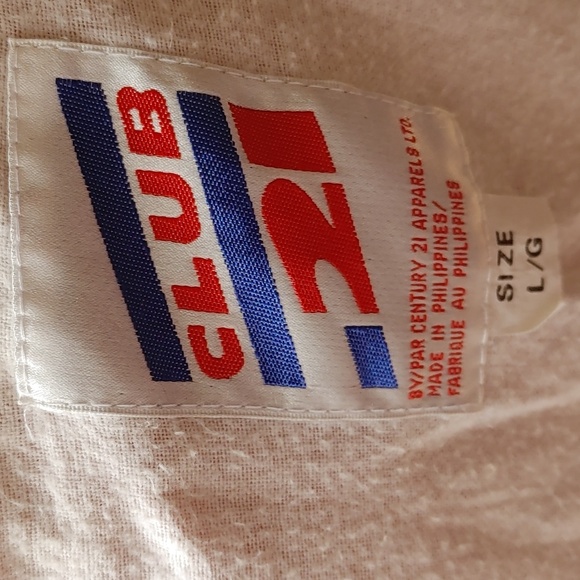 CLUB
21
BY/PAR CENTURY 21 APPARELS LTD.
MADE IN PHILIPPINES/
FABRIQUE AU PHILIPPINES
SIZE
L/G